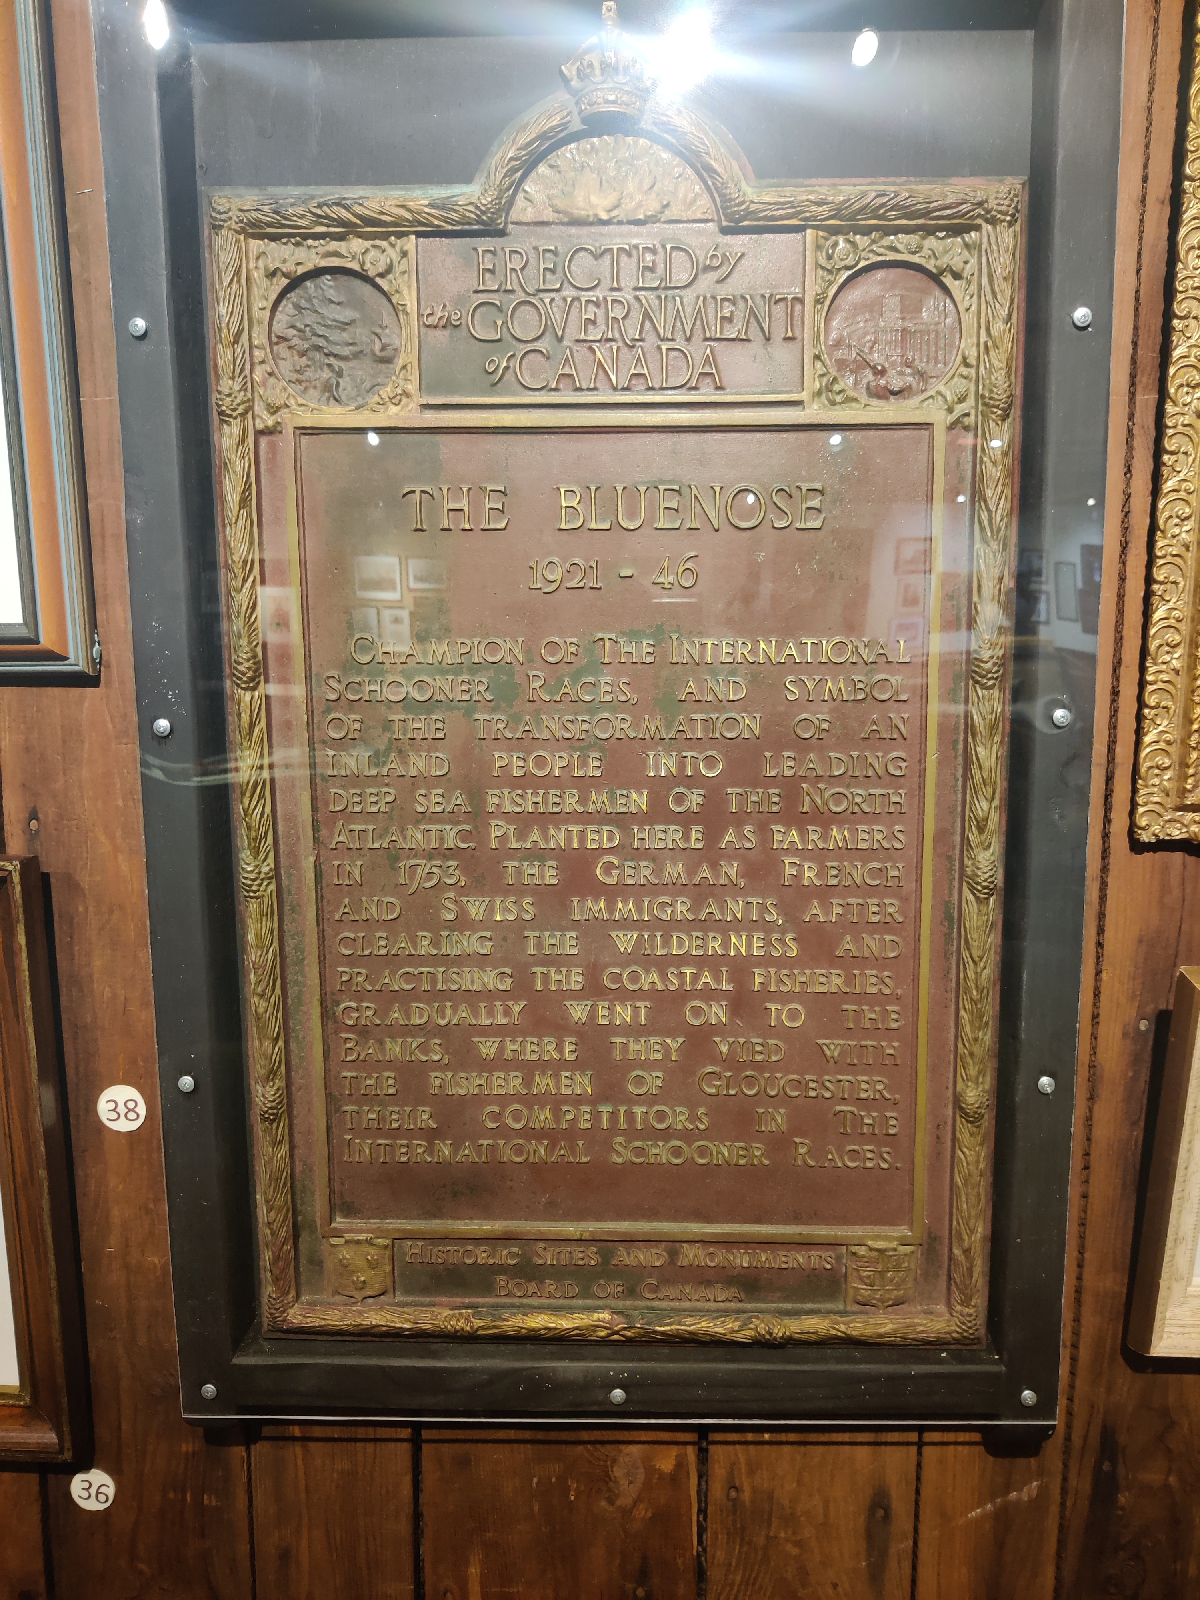 ERECTED by
the GOVERNMENT
of CANADA
THE BLUENOSE
1921 - 46
CHAMPION OF THE INTERNATIONAL
SCHOONER RACES, AND SYMBOL
OF THE TRANSFORMATION OF AN
INLAND PEOPLE INTO LEADING
DEEP SEA FISHERMEN OF THE NORTH
ATLANTIC. PLANTED HERE AS FARMERS
IN 1753, THE GERMAN, FRENCH
AND SWISS IMMIGRANTS, AFTER
CLEARING THE WILDERNESS AND
PRACTISING THE COASTAL FISHERIES,
GRADUALLY WENT ON TO THE
BANKS, WHERE THEY VIED WITH
THE FISHERMEN OF GLOUCESTER,
THEIR COMPETITORS IN THE
INTERNATIONAL SCHOONER RACES.
HISTORIC SITES AND MONUMENTS
BOARD OF CANADA
38
36